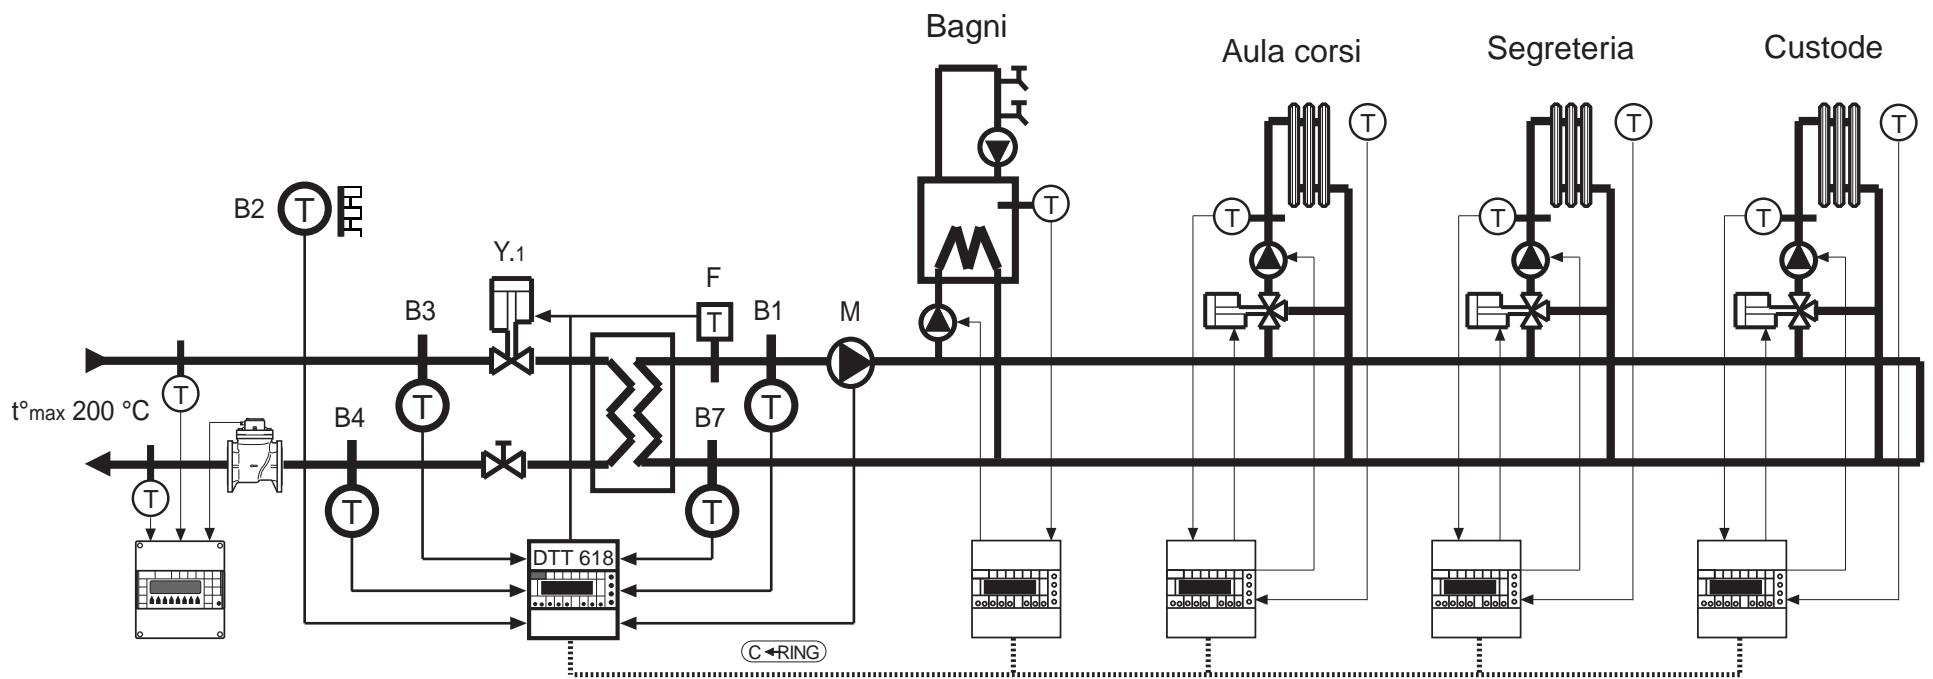 Bagni
Aula corsi
Segreteria
Custode
T
T
T
B2
T
T
T
T
T
Y.1
F
B3
T
B1
M
T
t°max 200 °C
T
T
B4
B7
T
T
T
DTT 618
C RING